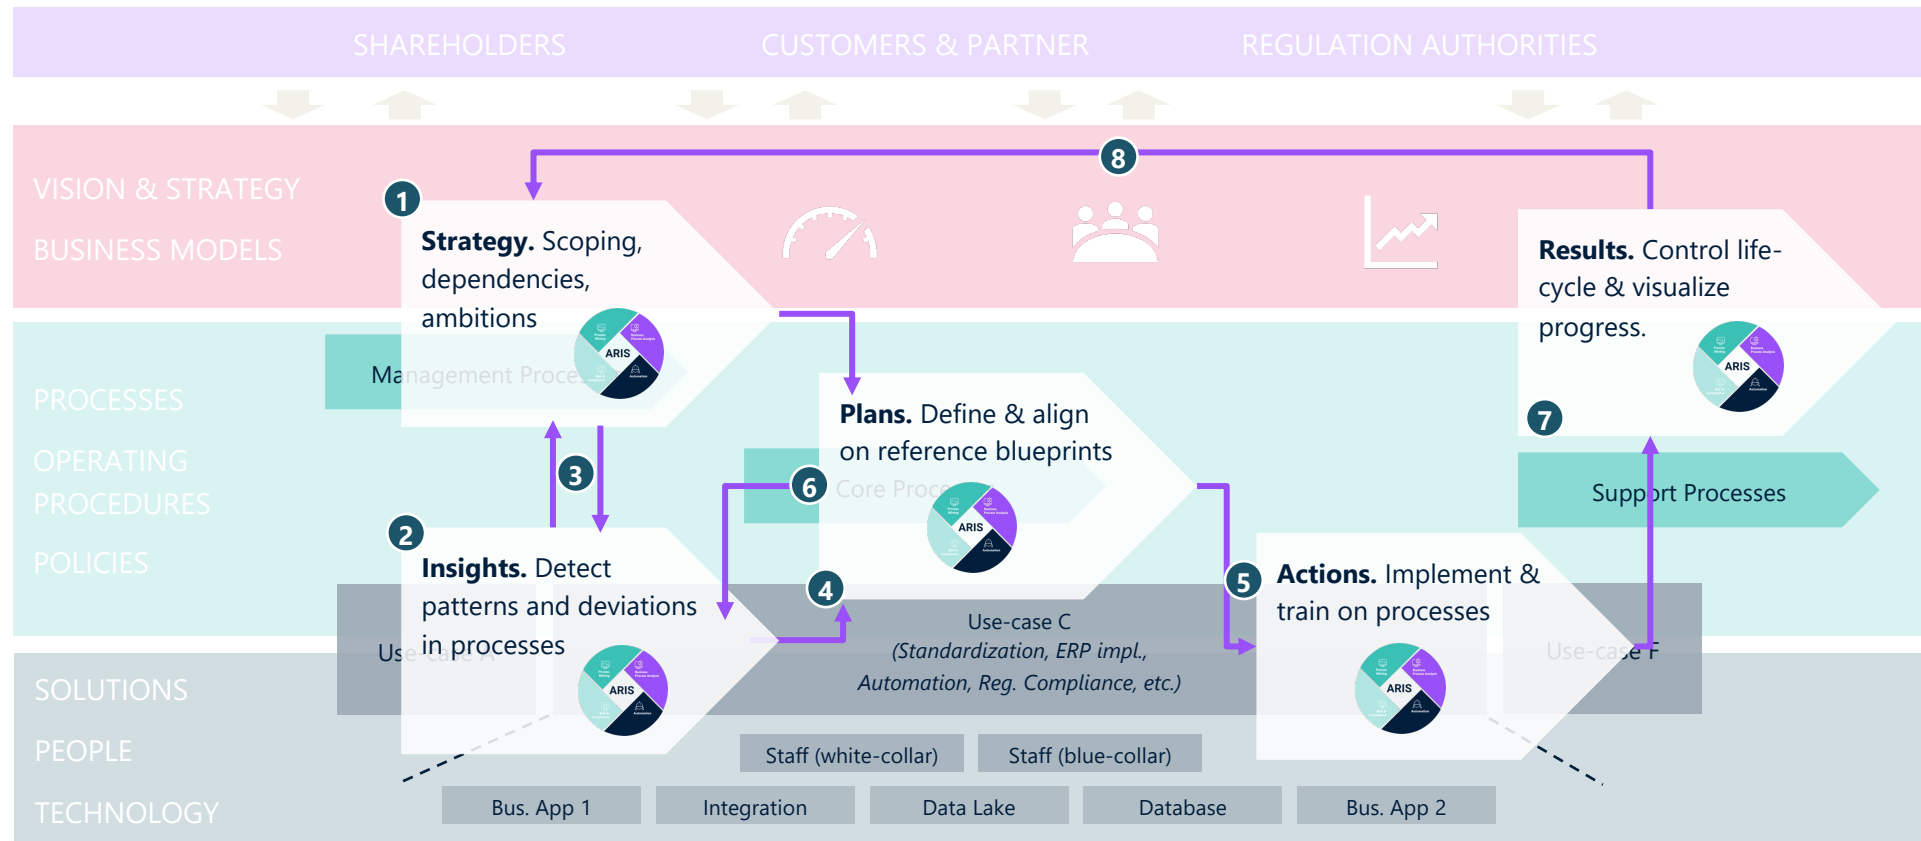 SHAREHOLDERS
CUSTOMERS & PARTNER
REGULATION AUTHORITIES
8
VISION & STRATEGY
BUSINESS MODELS
1
Strategy. Scoping,
dependencies,
ambitions
ARIS
Results. Control life-
cycle & visualize
progress.
ARIS
7
PROCESSES
OPERATING
PROCEDURES
POLICIES
Management
Plans. Define & align
on reference blueprints
ARIS
3
6
Core
Support Processes
2
Insights. Detect
patterns and deviations
in processes
ARIS
4
5
Actions. Implement &
train on processes
ARIS
Use-case A
Use-case C
(Standardization, ERP impl.,
Automation, Reg. Compliance, etc.)
Use-case F
SOLUTIONS
PEOPLE
TECHNOLOGY
Staff (white-collar)
Staff (blue-collar)
Bus. App 1
Integration
Data Lake
Database
Bus. App 2